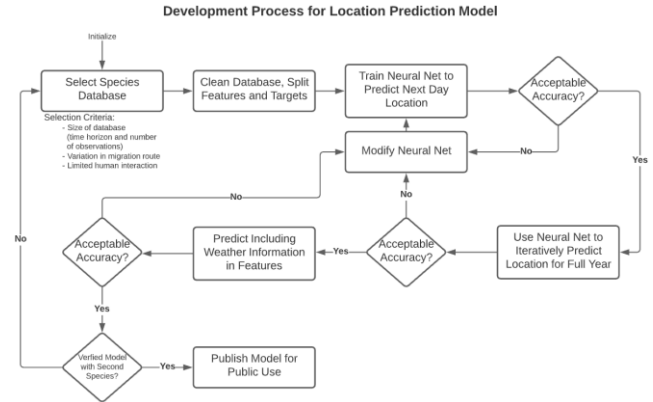 Development Process for Location Prediction Model
Initialize
Select Species
Database
Clean Database, Split
Features and Targets
Train Neural Net to
Predict Next Day
Location
Acceptable
Accuracy?
Selection Criteria:
- Size of database
(time horizon and number
of observations)
- Variation in migration route
- Limited human interaction
Modify Neural Net
No
Yes
No
No
No
Acceptable
Accuracy?
Predict Including
Weather Information
in Features
Yes
Acceptable
Accuracy?
Use Neural Net to
Iteratively Predict
Location for Full Year
Yes
Verfied Model
with Second
Species?
Yes
Publish Model for
Public Use